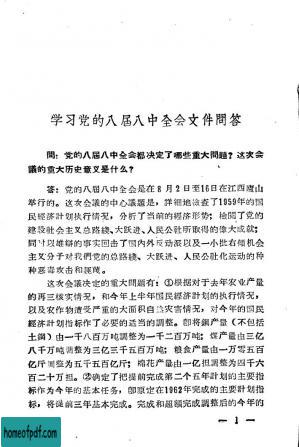 学习党的八届八中全会文件問答
問：党的八届八中全会都决定了哪些重大問題？这次会
議的重大历史意义是什么？
答：党的八届八中全会是在8月2日至16日在江西廬山
举行的。这次会議的中心議題是，詳細地檢查了1959年的国
民經济計划执行情况，分析了当前的經济形势；檢閱了党的
建設社会主义总路綫、大跃进、人民公社所取得的偉大成就；
同时以雄辯的事实回击了国內外反动派以及一小批右傾机会
主义分子对我們党的总路綫、大跃进、人民公社化运动的种
种恶毒攻击和誣蔑。
这次会議决定的重大問題有：①根据对于去年农业产量
的再三核实情况，和今年上半年国民經济計划的执行情况，
以及农作物遭受严重的大面积自然灾害情况，对今年的国民
經济計划指标作了必要的适当的調整。即将鋼产量（不包括
土鋼）由一千八百万吨調整为一千二百万吨；煤产量由三亿
八千万吨調整为三亿三千五百万吨；粮食产量由一万零五百
亿斤調整为五千五百亿斤；棉花产量由一亿担調整为四千六
百二十万担。②确定了把提前完成第二个五年計划的主要指标
作为今年的基本任务，即原定在1962年完成的主要計划指
标，将提前三年基本完成。完成和超額完成調整后的今年的
— 1 —
homeofpdf.com
homeofpdf.com